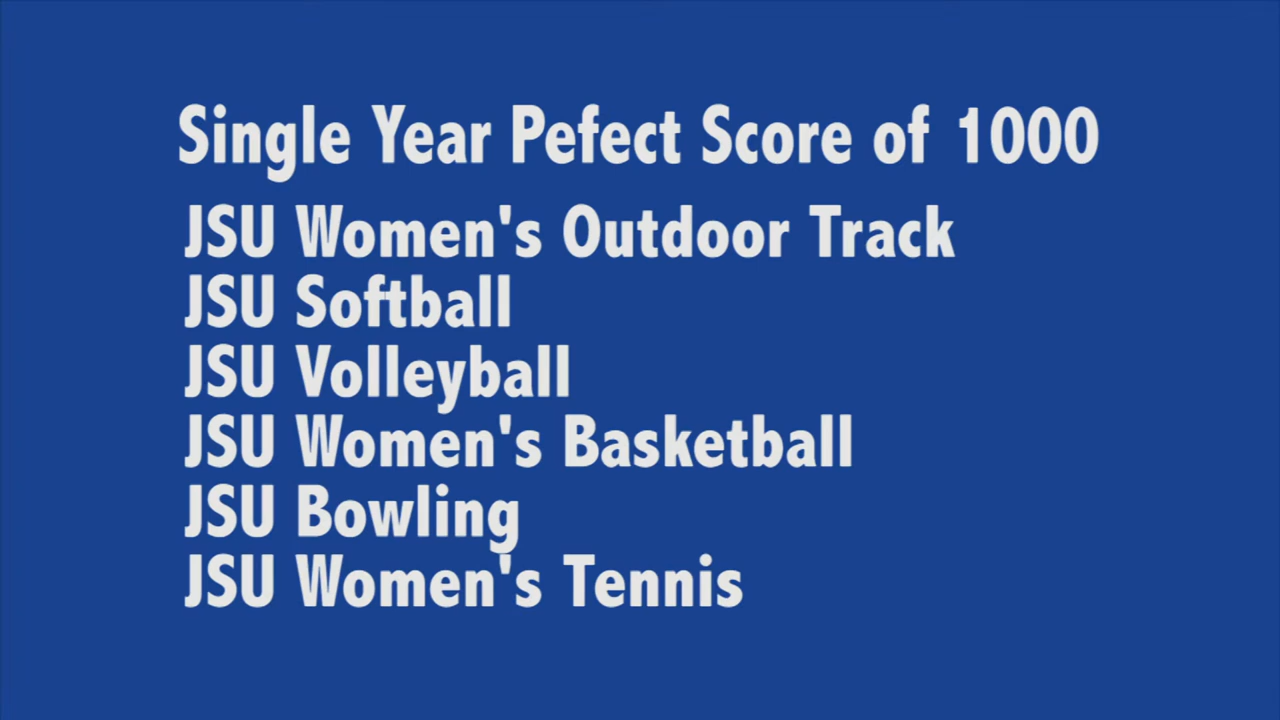 Single Year Pefect Score of 1000
JSU Women's Outdoor Track
JSU Softball
JSU Volleyball
JSU Women's Basketball
JSU Bowling
JSU Women's Tennis